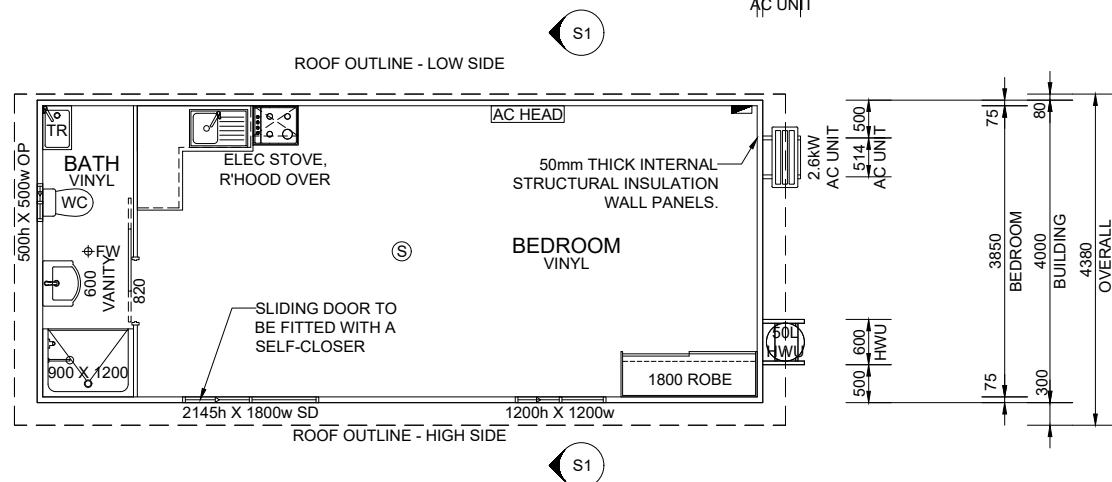 AC UNIT
S1
ROOF OUTLINE - LOW SIDE
TR
BATH
VINYL
WC
500h X 500w OP
FW
600
VANITY
820
900 X 1200
ELEC STOVE,
R'HOOD OVER
AC HEAD
50mm THICK INTERNAL
STRUCTURAL INSULATION
WALL PANELS.
S
BEDROOM
VINYL
SLIDING DOOR TO
BE FITTED WITH A
SELF-CLOSER
1800 ROBE
2145h X 1800w SD
1200h X 1200w
ROOF OUTLINE - HIGH SIDE
S1
2.6kW
AC UNIT
50L
HWU
500
514
AC UNIT
600
HWU
500
75
3850
BEDROOM
75
80
4000
BUILDING
300
4380
OVERALL